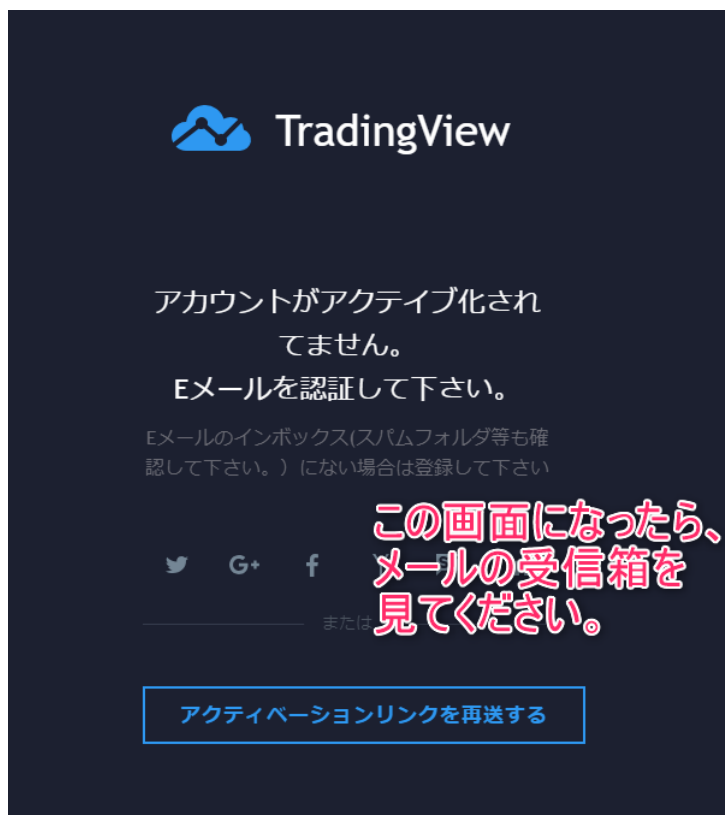 TradingView
アカウントがアクテイブ化され
てません。
Eメールを認証して下さい。
Eメールのインボックス(スパムフォルダ等も確
認して下さい。）にない場合は登録して下さい
この画面になったら、
メールの受信箱を
見てください。
G+
f
または
アクティベーションリンクを再送する